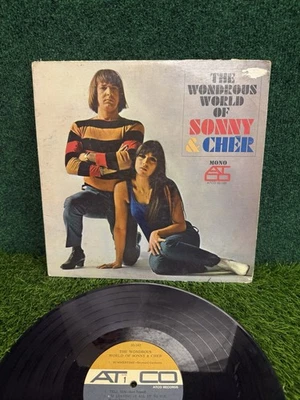 THE
WONDROUS
WORLD OF
SONNY
& CHER
MONO
ATCO
THE WONDROUS
WORLD OF SONNY & CHER
ATCO